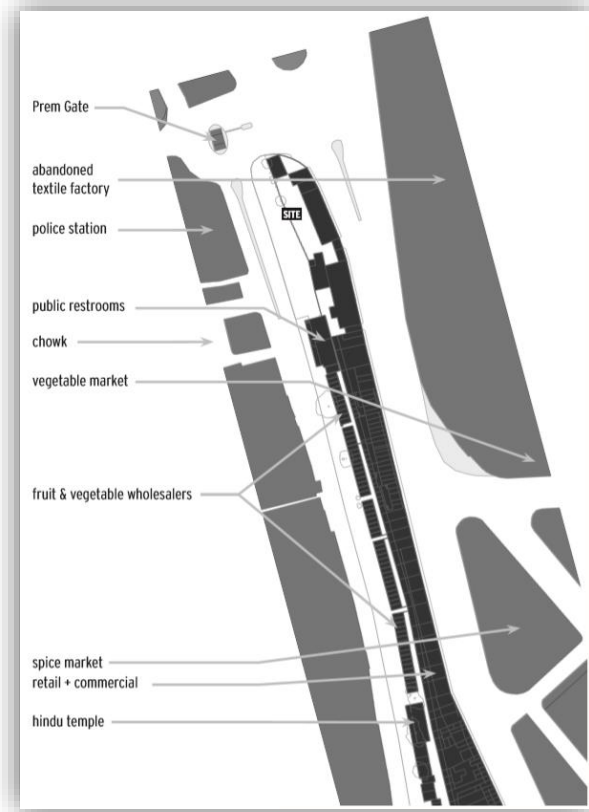 Prem Gate
abandoned
textile factory
police station
SITE
public restrooms
chowk
vegetable market
fruit & vegetable wholesalers
spice market
retail + commercial
hindu temple